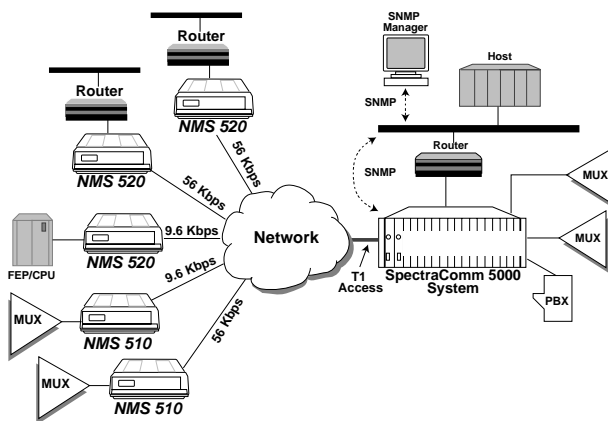 Router
NMS 520
56 Kbps
Router
NMS 520
56 Kbps
FEP/CPU
NMS 520
9.6 Kbps
MUX
NMS 510
9.6 Kbps
MUX
NMS 510
56 Kbps
Network
T1
Access
SNMP
Manager
SNMP
Host
SNMP
Router
SpectraComm 5000
System
MUX
MUX
PBX